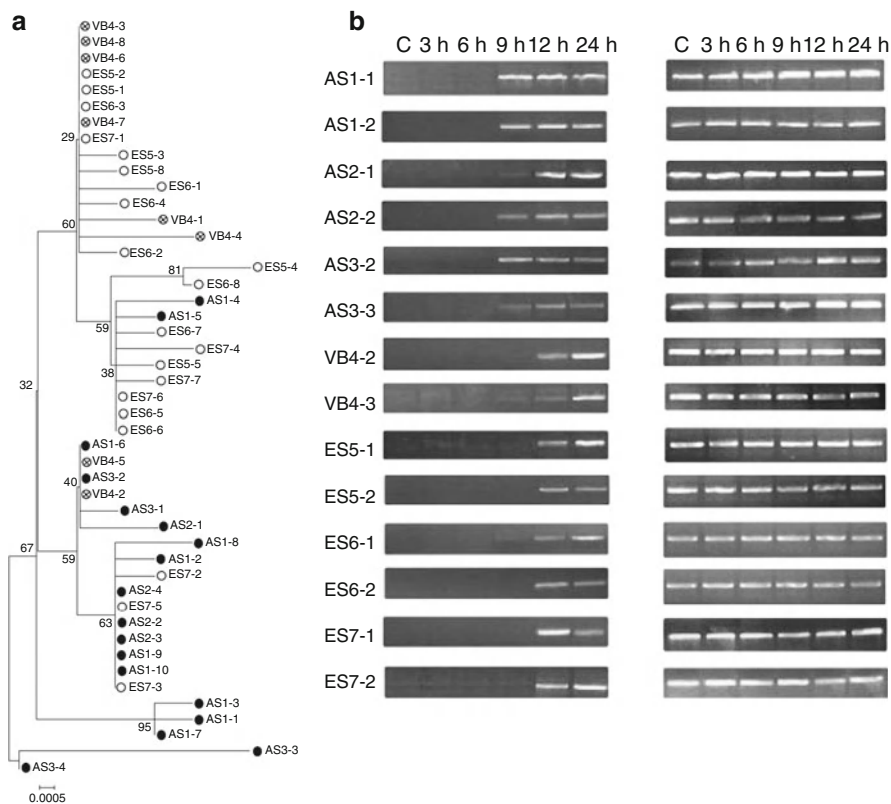 a
VB4-3
VB4-8
VB4-6
ES5-2
ES5-1
ES6-3
VB4-7
29
ES7-1
ES5-3
ES5-8
ES6-1
ES6-4
VB4-1
60
VB4-4
ES6-2
81
ES5-4
ES6-8
AS1-4
AS1-5
59
ES6-7
ES7-4
ES5-5
38
ES7-7
32
ES7-6
ES6-5
ES6-6
AS1-6
VB4-5
AS3-2
40
VB4-2
AS3-1
AS2-1
AS1-8
67
59
AS1-2
ES7-2
AS2-4
ES7-5
63
AS2-2
AS2-3
AS1-9
AS1-10
ES7-3
AS1-3
AS1-1
95
AS1-7
AS3-3
AS3-4
0.0005
b
C 3 h 6 h 9 h 12 h 24 h
C 3 h 6 h 9 h 12 h 24 h
AS1-1
AS1-2
AS2-1
AS2-2
AS3-2
AS3-3
VB4-2
VB4-3
ES5-1
ES5-2
ES6-1
ES6-2
ES7-1
ES7-2